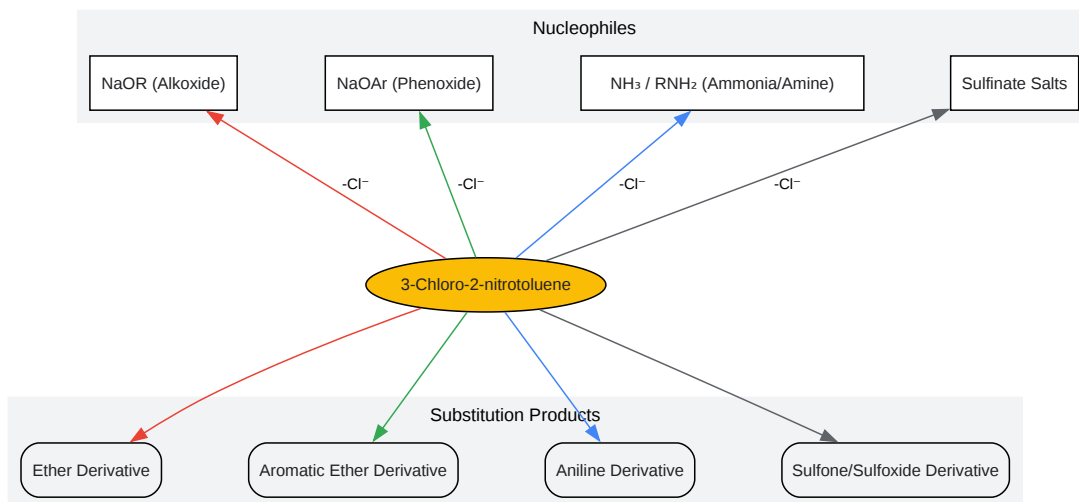 Nucleophiles
NaOR (Alkoxide)
NaOAr (Phenoxide)
NH₃ / RNH₂ (Ammonia/Amine)
Sulfinate Salts
-Cl⁻
-Cl⁻
-Cl⁻
-Cl⁻
3-Chloro-2-nitrotoluene
Substitution Products
Ether Derivative
Aromatic Ether Derivative
Aniline Derivative
Sulfone/Sulfoxide Derivative